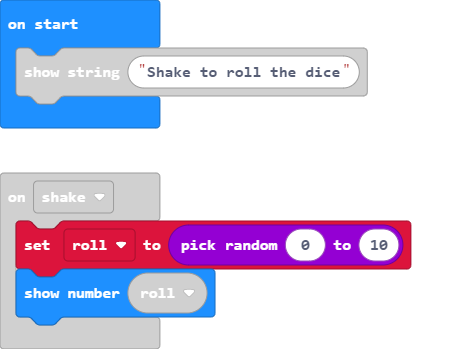 on start
show string "Shake to roll the dice"
on shake
set roll to pick random 0 to 10
show number roll